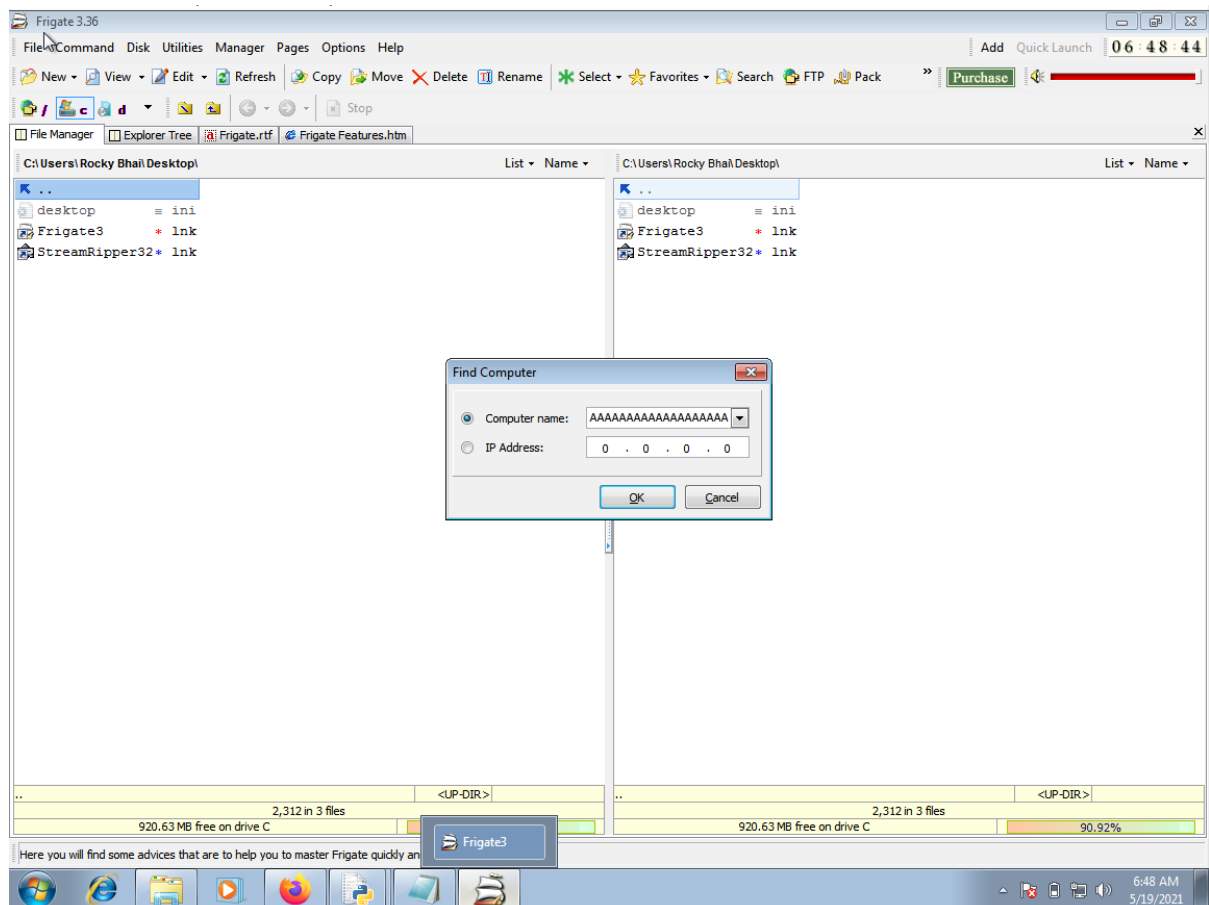 Frigate 3.36
File Command Disk Utilities Manager Pages Options Help Add Quick Launch 06:48:44
New View Edit Refresh Copy Move Delete Rename Select Favorites Search FTP Pack » Purchase
f c d Stop
File Manager Explorer Tree Frigate.rtf Frigate Features.htm
C:\Users\Rocky Bhai\Desktop\ List Name C:\Users\Rocky Bhai\Desktop\ List Name
.. ..
desktop ≡ ini desktop ≡ ini
Frigate3 * lnk Frigate3 * lnk
StreamRipper32* lnk StreamRipper32* lnk
Find Computer
Computer name: AAAAAAAAAAAAAAAAAAA
IP Address: 0 . 0 . 0 . 0
OK Cancel
.. <UP-DIR> .. <UP-DIR>
2,312 in 3 files 2,312 in 3 files
920.63 MB free on drive C 920.63 MB free on drive C 90.92%
Frigate3
Here you will find some advices that are to help you to master Frigate quickly an
6:48 AM
5/19/2021